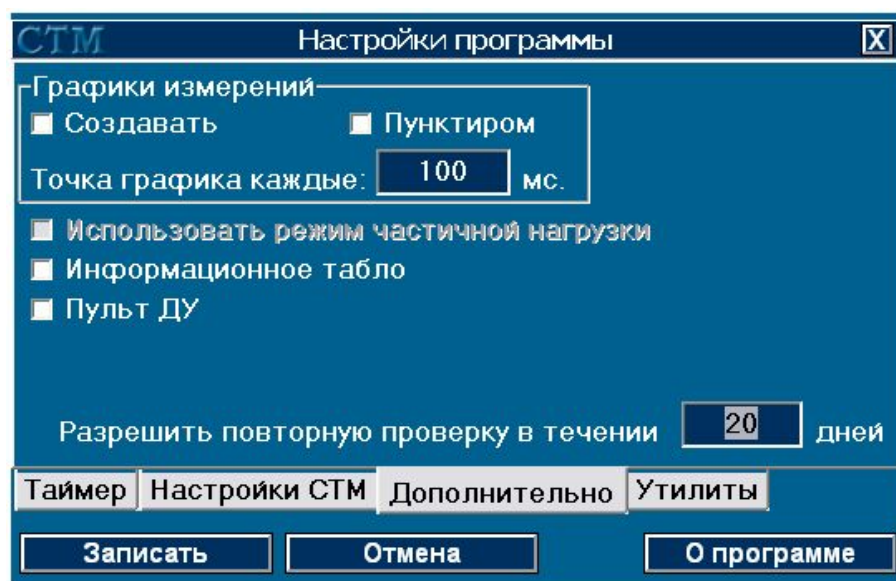 СТМ Настройки программы X
Графики измерений
Создавать Пунктиром
Точка графика каждые: 100 мс.
Использовать режим частичной нагрузки
Информационное табло
Пульт ДУ
Разрешить повторную проверку в течении 20 дней
Таймер Настройки СТМ Дополнительно Утилиты
Записать Отмена О программе